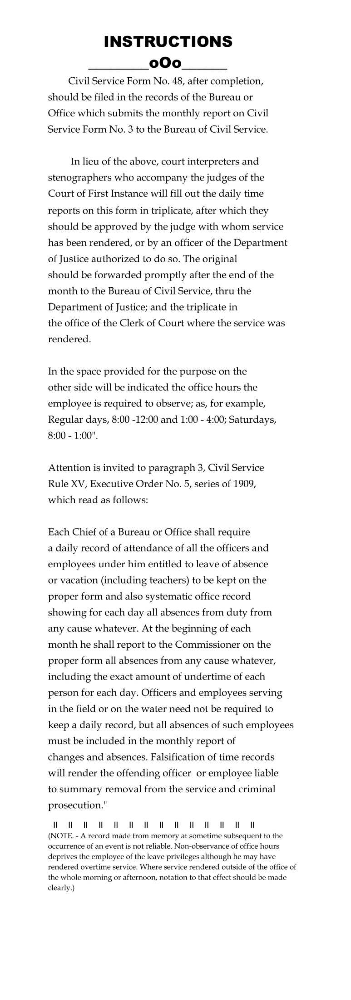 INSTRUCTIONS
________oOo______
Civil Service Form No. 48, after completion,
should be filed in the records of the Bureau or
Office which submits the monthly report on Civil
Service Form No. 3 to the Bureau of Civil Service.
In lieu of the above, court interpreters and
stenographers who accompany the judges of the
Court of First Instance will fill out the daily time
reports on this form in triplicate, after which they
should be approved by the judge with whom service
has been rendered, or by an officer of the Department
of Justice authorized to do so. The original
should be forwarded promptly after the end of the
month to the Bureau of Civil Service, thru the
Department of Justice; and the triplicate in
the office of the Clerk of Court where the service was
rendered.
In the space provided for the purpose on the
other side will be indicated the office hours the
employee is required to observe; as, for example,
Regular days, 8:00 -12:00 and 1:00 - 4:00; Saturdays,
8:00 - 1:00".
Attention is invited to paragraph 3, Civil Service
Rule XV, Executive Order No. 5, series of 1909,
which read as follows:
Each Chief of a Bureau or Office shall require
a daily record of attendance of all the officers and
employees under him entitled to leave of absence
or vacation (including teachers) to be kept on the
proper form and also systematic office record
showing for each day all absences from duty from
any cause whatever. At the beginning of each
month he shall report to the Commissioner on the
proper form all absences from any cause whatever,
including the exact amount of undertime of each
person for each day. Officers and employees serving
in the field or on the water need not be required to
keep a daily record, but all absences of such employees
must be included in the monthly report of
changes and absences. Falsification of time records
will render the offending officer  or employee liable
to summary removal from the service and criminal
prosecution."
" " " " " " " " " " " " " "
(NOTE. - A record made from memory at sometime subsequent to the
occurrence of an event is not reliable. Non-observance of office hours
deprives the employee of the leave privileges although he may have
rendered overtime service. Where service rendered outside of the office of
the whole morning or afternoon, notation to that effect should be made
clearly.)